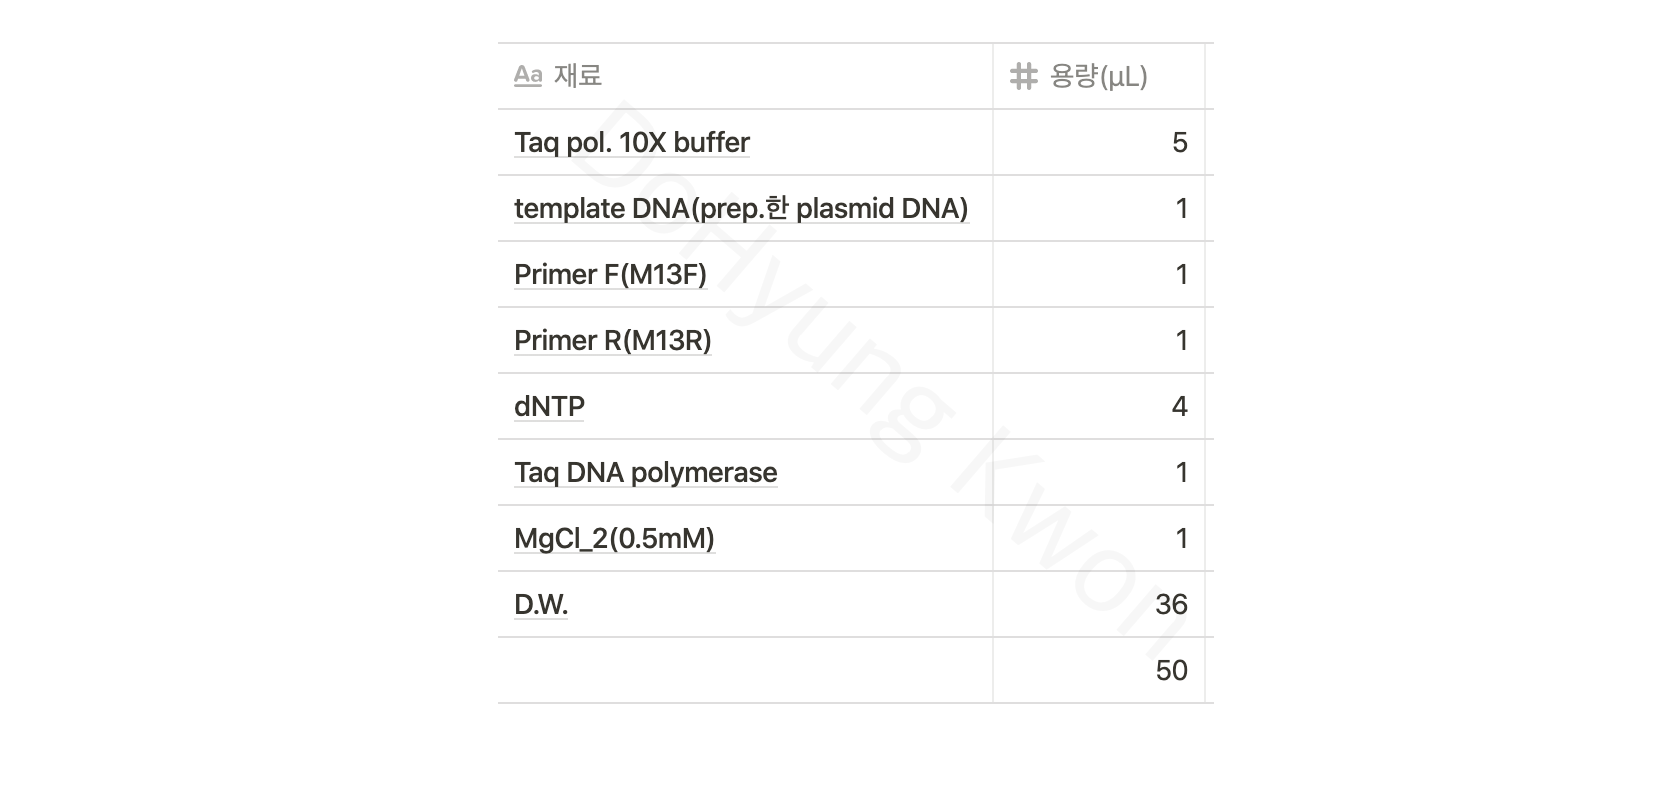 Aa 재료 # 용량(μL)
Taq pol. 10X buffer 5
template DNA(prep.한 plasmid DNA) 1
Primer F(M13F) 1
Primer R(M13R) 1
dNTP 4
Taq DNA polymerase 1
MgCl_2(0.5mM) 1
D.W. 36
50
DoHyung Kwon